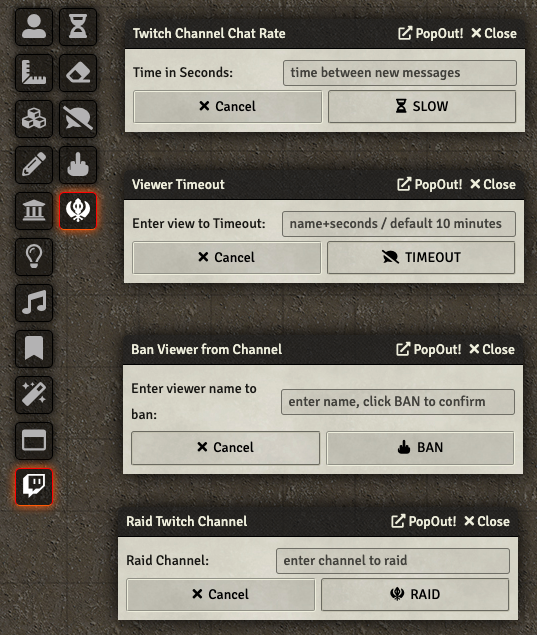 Twitch Channel Chat Rate PopOut! Close
Time in Seconds: time between new messages
Cancel SLOW
Viewer Timeout PopOut! Close
Enter view to Timeout: name+seconds / default 10 minutes
Cancel TIMEOUT
Ban Viewer from Channel PopOut! Close
Enter viewer name to
ban: enter name, click BAN to confirm
Cancel BAN
Raid Twitch Channel PopOut! Close
Raid Channel: enter channel to raid
Cancel RAID